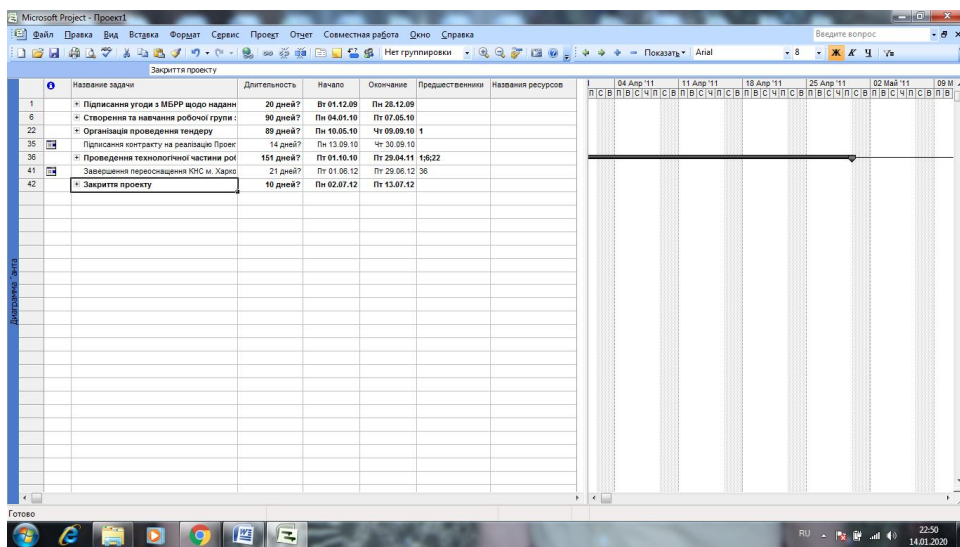 Microsoft Project - Проект1
Файл Правка Вид Вставка Формат Сервис Проект Отчет Совместная работа Окно Справка
Введите вопрос
Нет группировки Показать Arial 8 Ж К Ч
Закриття проекту
Название задачи Длительность Начало Окончание Предшественники Названия ресурсов
04 Апр '11 11 Апр '11 18 Апр '11 25 Апр '11 02 Май '11 09 М
П С В П В С Ч П С В П В С Ч П С В П В С Ч П С В П В С Ч П С В П В С Ч П С В П В
1 Підписання угоди з МБРР щодо наданн 20 дней? Вт 01.12.09 Пн 28.12.09
6 Створення та навчання робочої групи з 90 дней? Пн 04.01.10 Пт 07.05.10
22 Організація проведення тендеру 89 дней? Пн 10.05.10 Чт 09.09.10 1
35 Підписання контракту на реалізацію Проек 14 дней? Пн 13.09.10 Чт 30.09.10
36 Проведення технологічної частини роб 151 дней? Пт 01.10.10 Пт 29.04.11 1;6;22
41 Завершення переоснащення КНС м. Харко 21 дней? Пт 01.06.12 Пт 29.06.12 36
42 Закриття проекту 10 дней? Пн 02.07.12 Пт 13.07.12
Диаграмма Ганта
Готово
RU
22:50
14.01.2020